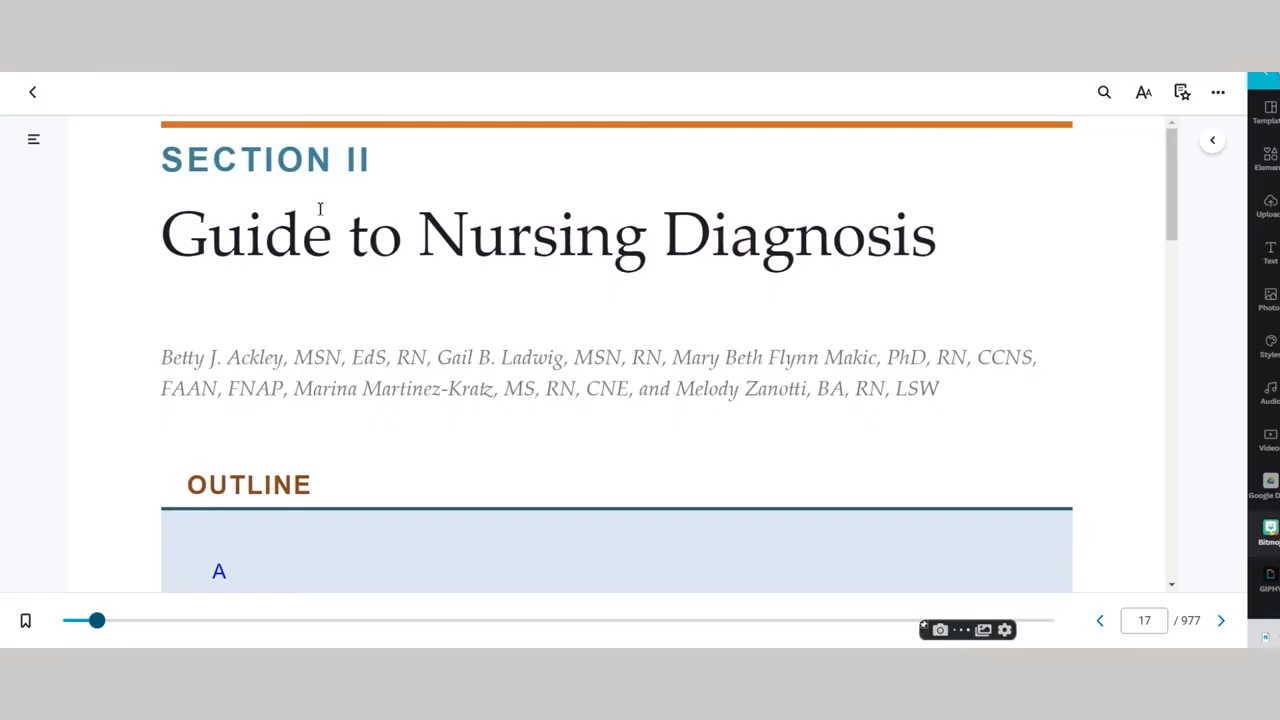 SECTION II
Guide to Nursing Diagnosis
Betty J. Ackley, MSN, EdS, RN, Gail B. Ladwig, MSN, RN, Mary Beth Flynn Makic, PhD, RN, CCNS,
FAAN, FNAP, Marina Martinez-Kratz, MS, RN, CNE, and Melody Zanotti, BA, RN, LSW
OUTLINE
A
17 / 977
Text